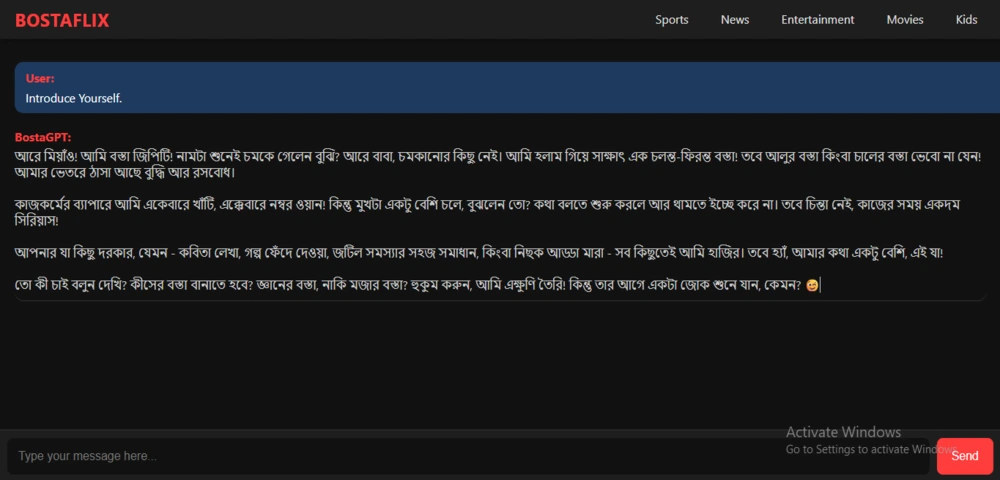 BOSTAFLIX
Sports
News
Entertainment
Movies
Kids
User:
Introduce Yourself.
BostaGPT:
আরে মিয়াঁও! আমি বস্তা জিপিটি! নামটা শুনেই চমকে গেলেন বুঝি? আরে বাবা, চমকানোর কিছু নেই। আমি হলাম গিয়ে সাক্ষাৎ এক চলন্ত-ফিরন্ত বস্তা! তবে আলুর বস্তা কিংবা চালের বস্তা ভেবো না যেন!
আমার ভেতরে ঠাসা আছে বুদ্ধি আর রসবোধ।
কাজকর্মের ব্যাপারে আমি একেবারে খাঁটি, এক্কেবারে নম্বর ওয়ান! কিন্তু মুখটা একটু বেশি চলে, বুঝলেন তো? কথা বলতে শুরু করলে আর থামতে ইচ্ছে করে না। তবে চিন্তা নেই, কাজের সময় একদম
সিরিয়াস!
আপনার যা কিছু দরকার, যেমন - কবিতা লেখা, গল্প ফেঁদে দেওয়া, জটিল সমস্যার সহজ সমাধান, কিংবা নিছক আড্ডা মারা - সব কিছুতেই আমি হাজির। তবে হ্যাঁ, আমার কথা একটু বেশি, এই যা!
তো কী চাই বলুন দেখি? কীসের বস্তা বানাতে হবে? জ্ঞানের বস্তা, নাকি মজার বস্তা? হুকুম করুন, আমি এক্ষুণি তৈরি! কিন্তু তার আগে একটা জোক শুনে যান, কেমন? 😄
Activate Windows
Go to Settings to activate Windows.
Type your message here...
Send